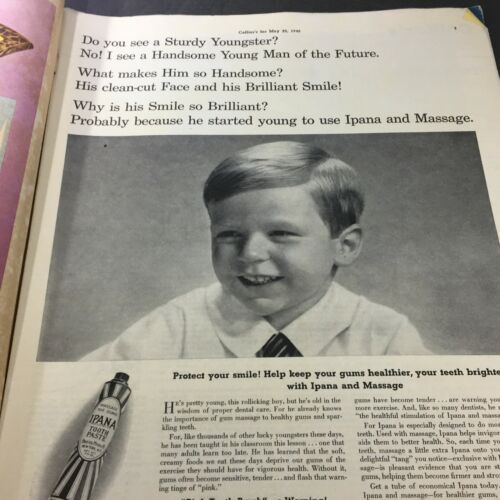 Collier's for May 25, 1940
Do you see a Sturdy Youngster?
No! I see a Handsome Young Man of the Future.
What makes Him so Handsome?
His clean-cut Face and his Brilliant Smile!
Why is his Smile so Brilliant?
Probably because he started young to use Ipana and Massage.
Protect your smile! Help keep your gums healthier, your teeth brighte
with Ipana and Massage
IPANA
TOOTH
PASTE
HE'S pretty young, this rollicking boy, but he's old in the
wisdom of proper dental care. For he already knows
the importance of gum massage to healthy gums and spar-
kling teeth.
For, like thousands of other lucky youngsters these days,
he has been taught in his classroom this lesson . . . one that
many adults learn too late. He has learned that the soft,
creamy foods we eat these days deprive our gums of the
exercise they should have for vigorous health. Without it,
gums often become sensitive, tender . . . and flash that warn-
ing tinge of "pink."
gums have become tender . . . are warning you
more exercise. And, like so many dentists, he m
"the healthful stimulation of Ipana and massa
For Ipana is especially designed to do mor
teeth. Used with massage, Ipana helps invigor
aids them to better health. So, each time you
teeth, massage a little extra Ipana onto you
delightful "tang" you notice—exclusive with I
sage—is pleasant evidence that you are st
gums, helping them become firmer and stro
Get a tube of economical Ipana today
Ipana and massage—for healthier gums